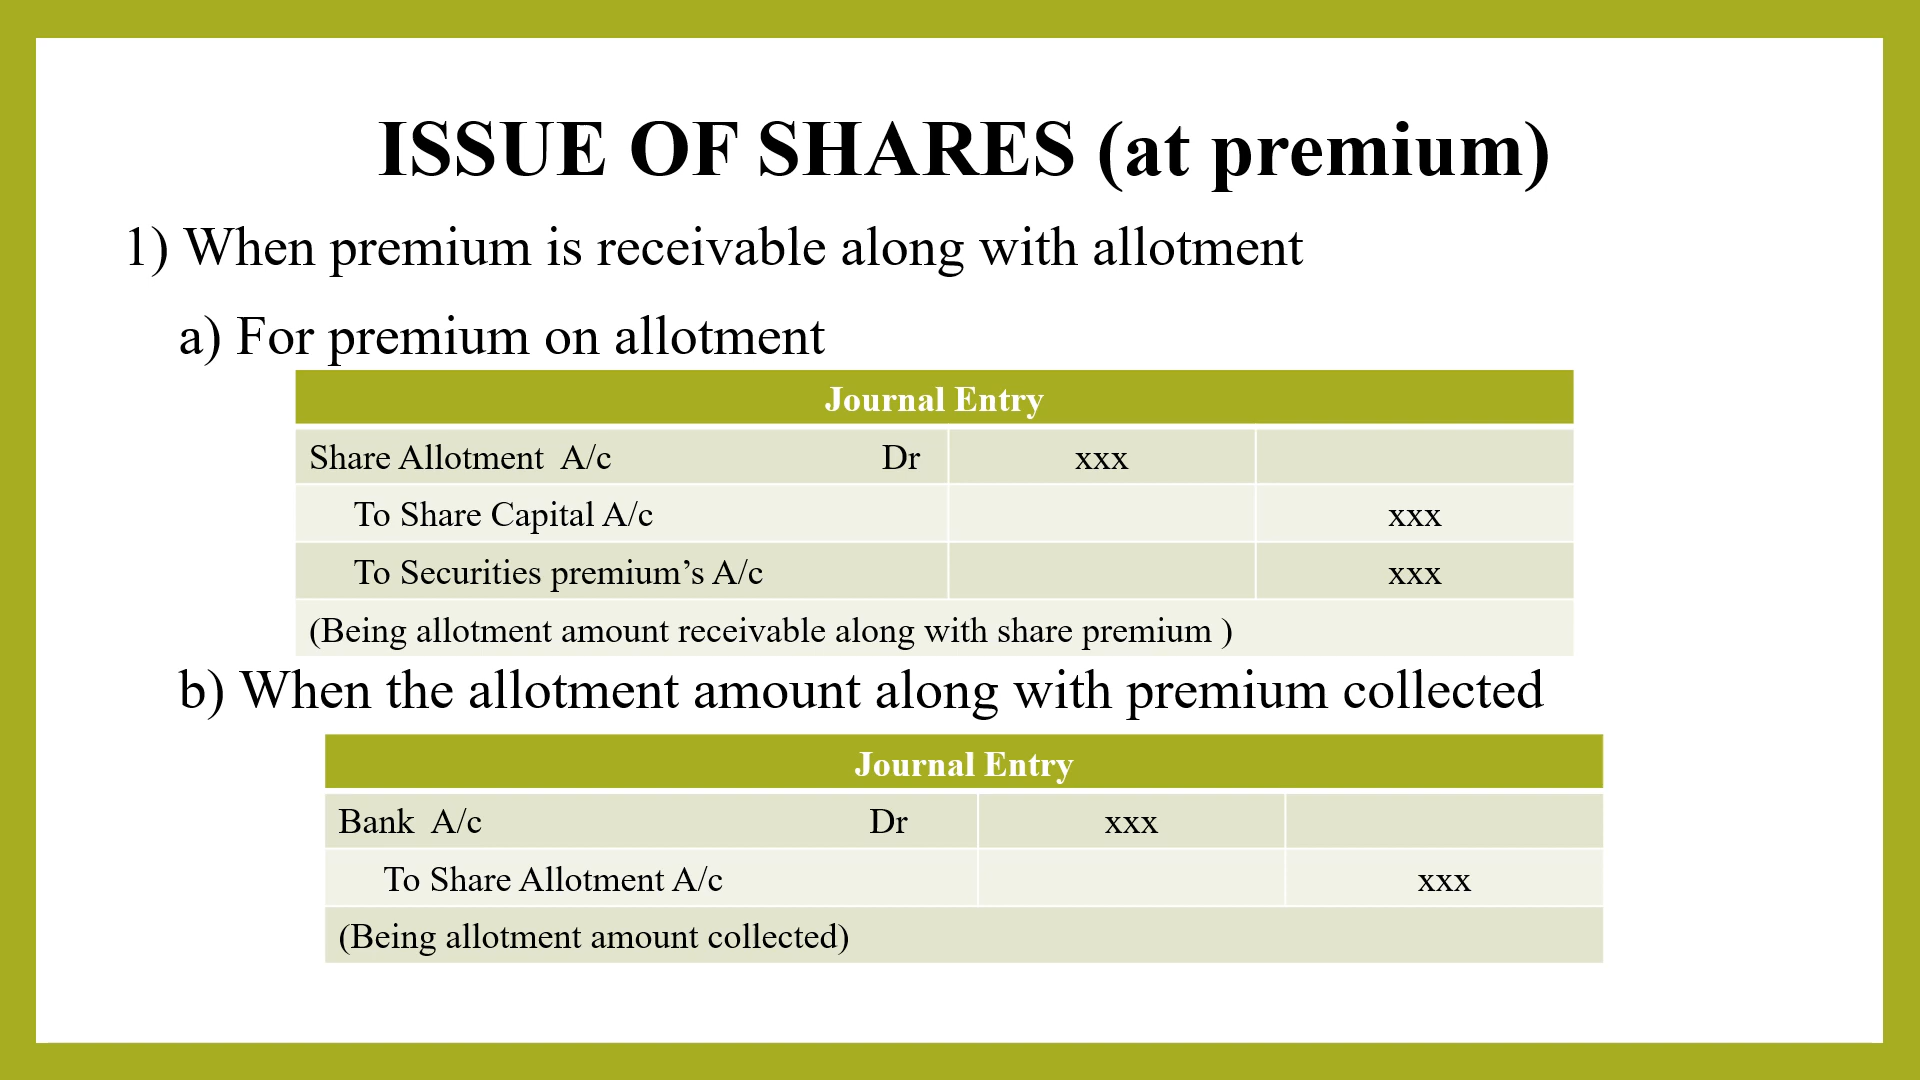 ISSUE OF SHARES (at premium)
1) When premium is receivable along with allotment
a) For premium on allotment
Journal Entry
Share Allotment A/c Dr xxx
To Share Capital A/c xxx
To Securities premium’s A/c xxx
(Being allotment amount receivable along with share premium )
b) When the allotment amount along with premium collected
Journal Entry
Bank A/c Dr xxx
To Share Allotment A/c xxx
(Being allotment amount collected)